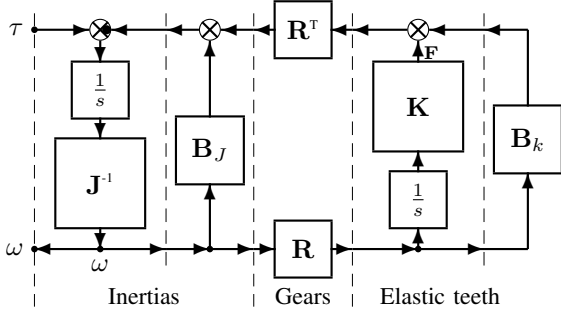 τ R^T
F
1/s K
B_J B_k
J^-1
1/s
ω ω R
Inertias Gears Elastic teeth